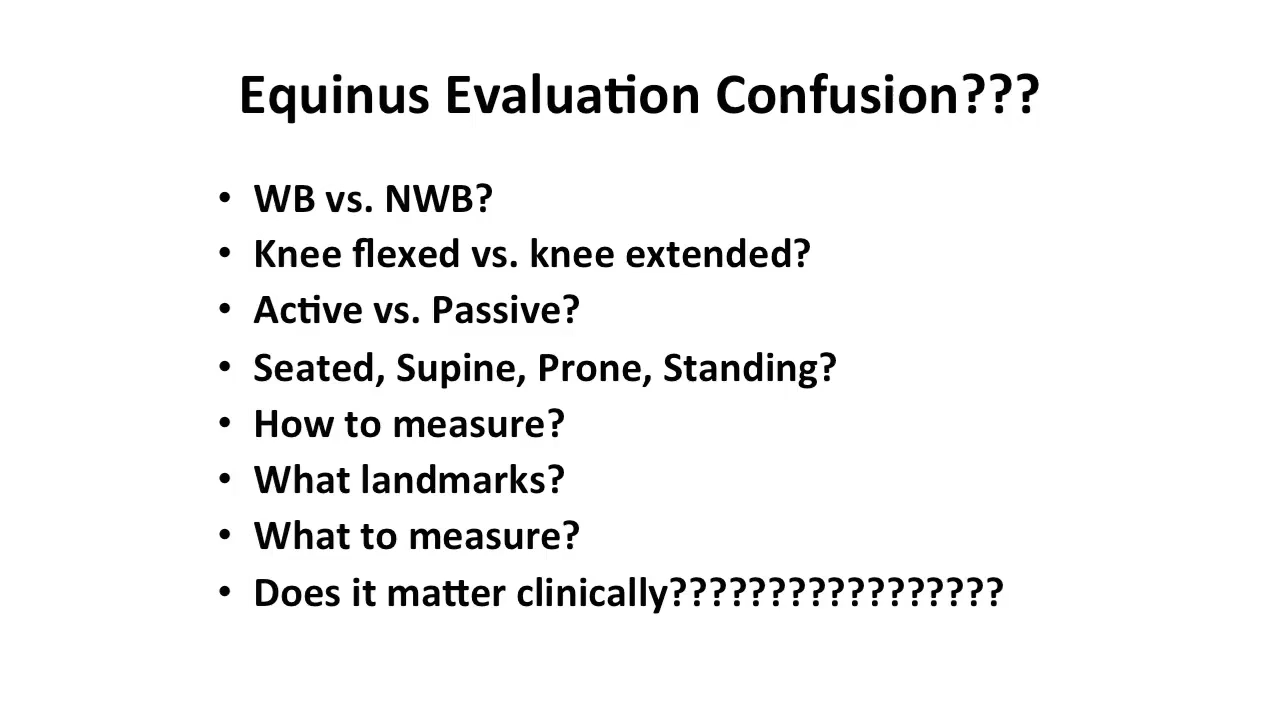 Equinus Evaluation Confusion???
• WB vs. NWB?
• Knee flexed vs. knee extended?
• Active vs. Passive?
• Seated, Supine, Prone, Standing?
• How to measure?
• What landmarks?
• What to measure?
• Does it matter clinically?????????????????